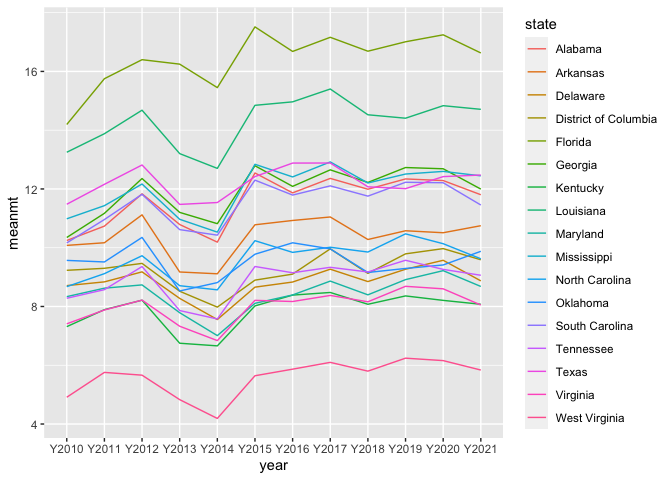 state
Alabama
Arkansas
Delaware
District of Columbia
Florida
Georgia
Kentucky
Louisiana
Maryland
Mississippi
North Carolina
Oklahoma
South Carolina
Tennessee
Texas
Virginia
West Virginia
meanmt
16
12
8
4
Y2010 Y2011 Y2012 Y2013 Y2014 Y2015 Y2016 Y2017 Y2018 Y2019 Y2020 Y2021
year